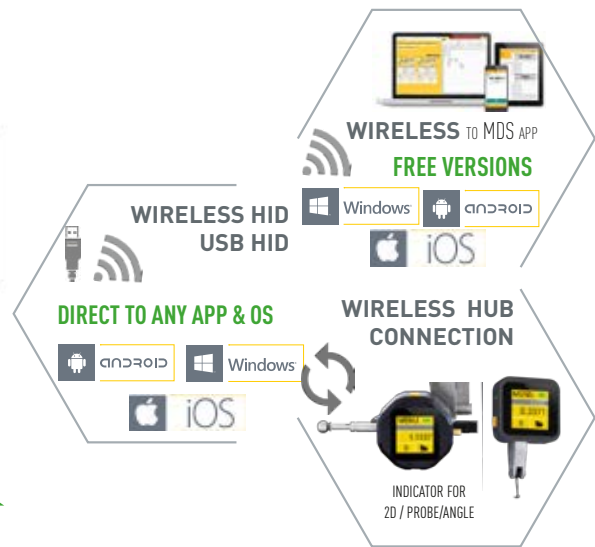 WIRELESS TO MDS APP
FREE VERSIONS
Windows
android
iOS
WIRELESS HID
USB HID
DIRECT TO ANY APP & OS
android
Windows
iOS
WIRELESS HUB
CONNECTION
INDICATOR FOR
2D / PROBE/ANGLE